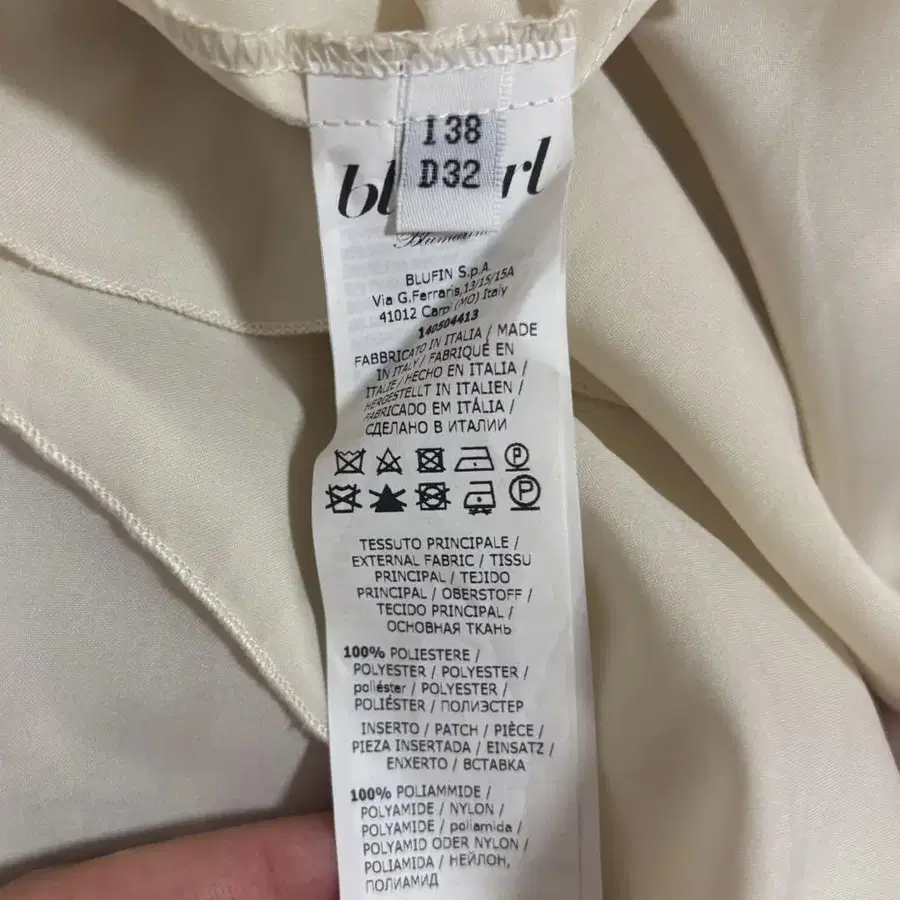 I 38
D32
BLUFIN S.p.A.
Via G.Ferraris,13/15/15A
41012 Carpi (MO) Italy
140504413
FABBRICATO IN ITALIA / MADE
IN ITALY / FABRIQUÉ EN
ITALIE / HECHO EN ITALIA /
HERGESTELLT IN ITALIEN /
FABRICADO EM ITÁLIA /
СДЕЛАНО В ИТАЛИИ
P
P
TESSUTO PRINCIPALE /
EXTERNAL FABRIC / TISSU
PRINCIPAL / TEJIDO
PRINCIPAL / OBERSTOFF /
TECIDO PRINCIPAL /
ОСНОВНАЯ ТКАНЬ
100% POLIESTERE /
POLYESTER / POLYESTER /
poliéster / POLYESTER /
POLIÉSTER / ПОЛИЭСТЕР
INSERTO / PATCH / PIÈCE /
PIEZA INSERTADA / EINSATZ /
ENXERTO / ВСТАВКА
100% POLIAMMIDE /
POLYAMIDE / NYLON /
POLYAMIDE / poliamida /
POLYAMID ODER NYLON /
POLIAMIDA / НЕЙЛОН,
ПОЛИАМИД